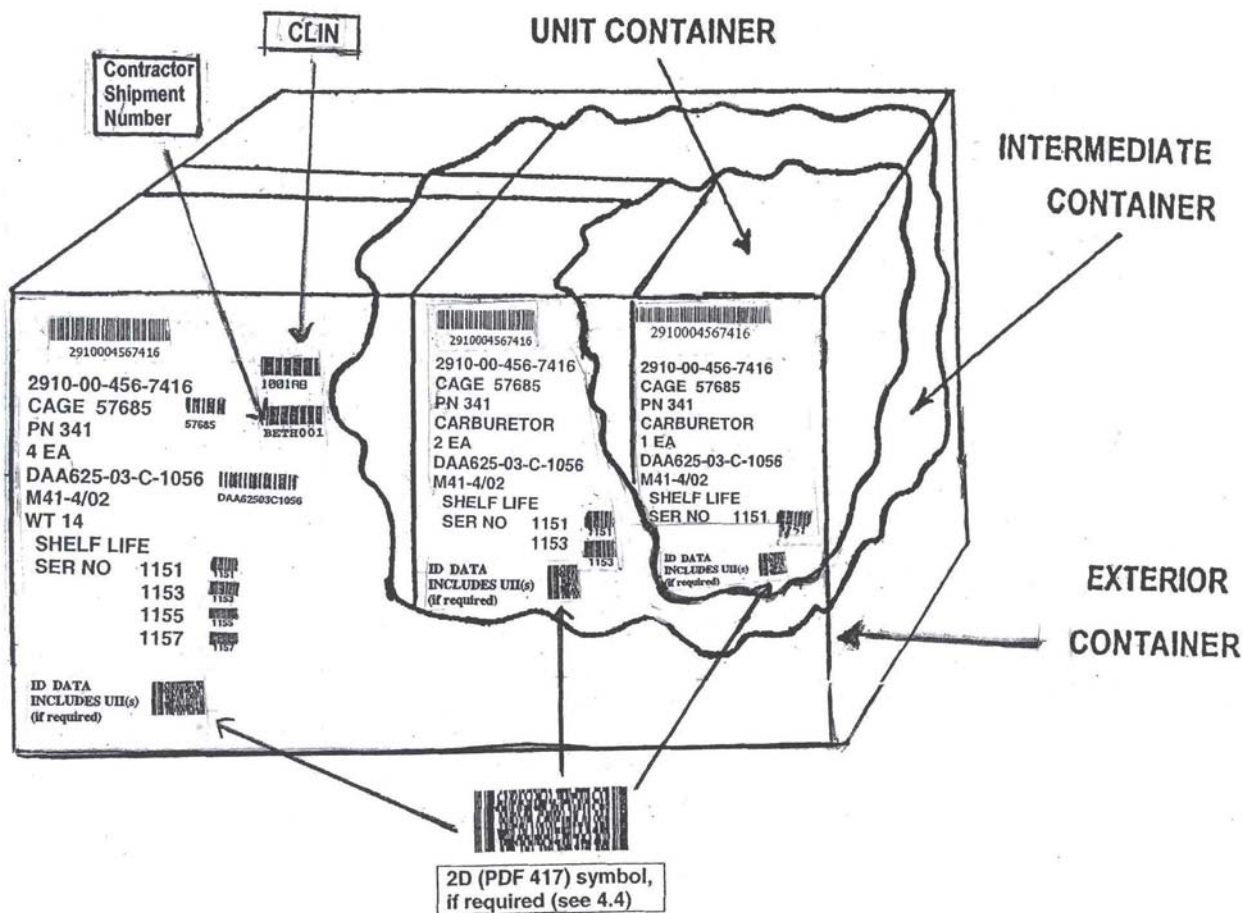 CLIN
UNIT CONTAINER
Contractor
Shipment
Number
INTERMEDIATE
CONTAINER
2910004567416
2910-00-456-7416
CAGE 57685
57685
PN 341
4 EA
DAA625-03-C-1056
DAA62503C1056
M41-4/02
WT 14
SHELF LIFE
SER NO 1151
1151
1153
1153
1155
1155
1157
1157
ID DATA
INCLUDES UII(s)
(if required)
1001AB
BETH001
2910004567416
2910-00-456-7416
CAGE 57685
PN 341
CARBURETOR
2 EA
DAA625-03-C-1056
M41-4/02
SHELF LIFE
SER NO 1151
1151
1153
1153
ID DATA
INCLUDES UII(s)
(if required)
2910004567416
2910-00-456-7416
CAGE 57685
PN 341
CARBURETOR
1 EA
DAA625-03-C-1056
M41-4/02
SHELF LIFE
SER NO 1151
1151
ID DATA
INCLUDES UII(s)
(if required)
EXTERIOR
CONTAINER
2D (PDF 417) symbol,
if required (see 4.4)